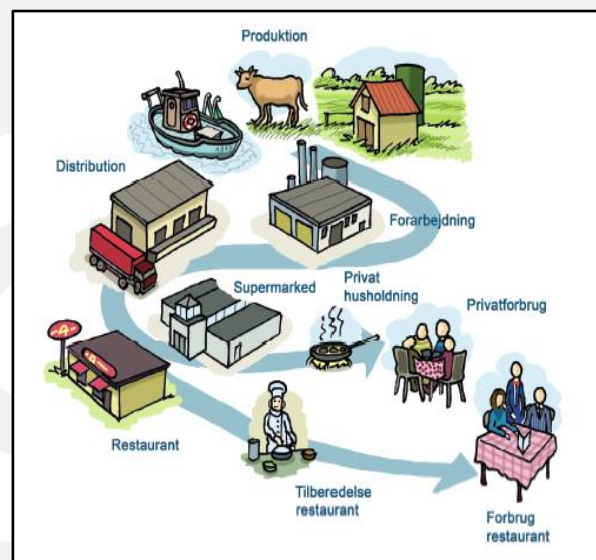 Produktion
Distribution
Forarbejdning
Supermarked
Privat
husholdning
Privatforbrug
Restaurant
Tilberedelse
restaurant
Forbrug
restaurant